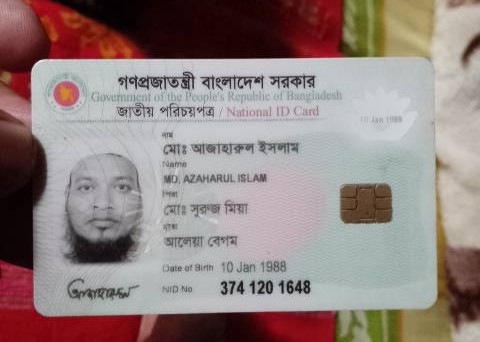 গণপ্রজাতন্ত্রী বাংলাদেশ সরকার
Government of the People's Republic of Bangladesh
জাতীয় পরিচয়পত্র / National ID Card
10 Jan 1988
নাম
মোঃ আজাহারুল ইসলাম
Name
MD. AZAHARUL ISLAM
পিতা
মোঃ সুরুজ মিয়া
মাতা
আলেয়া বেগম
Date of Birth 10 Jan 1988
NID No. 374 120 1648